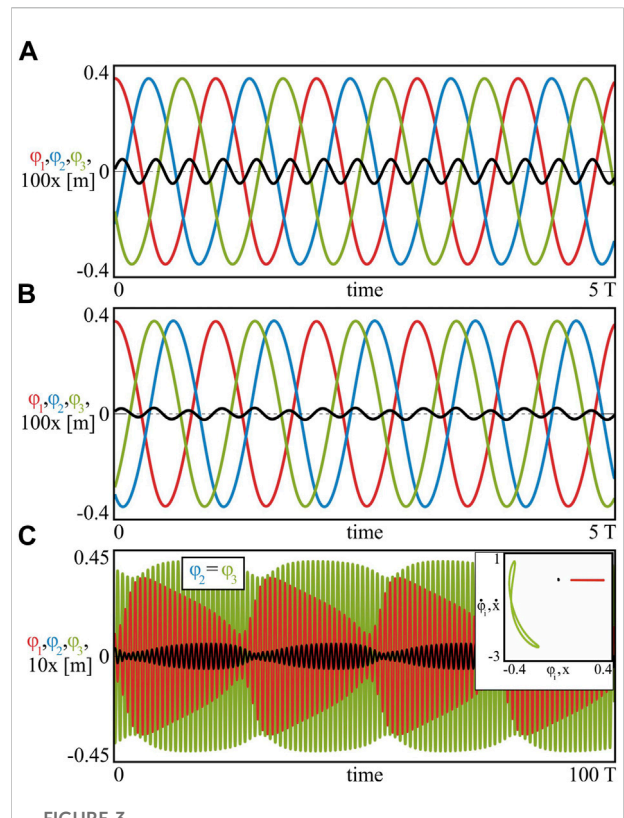 A
0.4
φ1,φ2,φ3,
100x [m]
0
-0.4
0 time 5 T
B
0.4
φ1,φ2,φ3,
100x [m]
0
-0.4
0 time 5 T
C
0.45
φ2=φ3
φ1,φ2,φ3,
10x [m]
0
-0.45
0 time 100 T
1
φ̇i,ẋ
-3
-0.4 φi,x 0.4
FIGURE 3